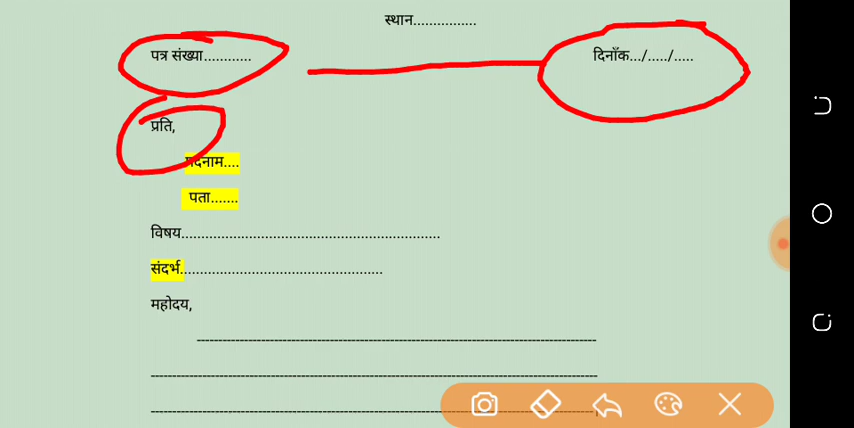 स्थान................
पत्र संख्या............ दिनाँक.../...../.....
प्रति,
पदनाम....
पता.......
विषय..............................................................
संदर्भ.................................................
महोदय,